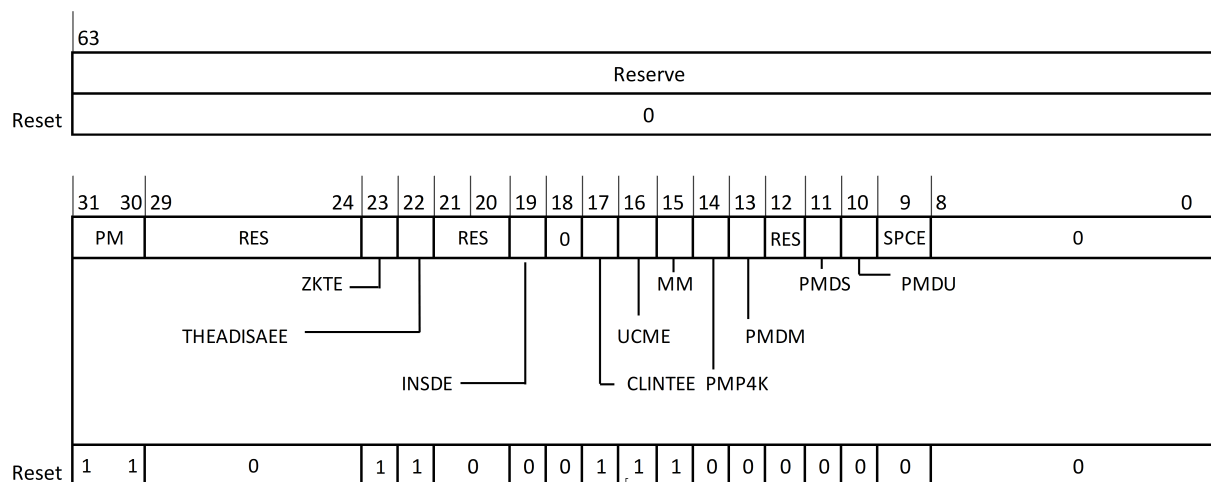 63
Reserve
Reset 0
31 30 29 24 23 22 21 20 19 18 17 16 15 14 13 12 11 10 9 8 0
PM RES RES 0 RES SPCE 0
ZKTE MM PMDS PMDU
THEADISAEE UCME PMDM
INSDE CLINTEE PMP4K
Reset 1 1 0 1 1 0 0 0 1 1 1 0 0 0 0 0 0 0